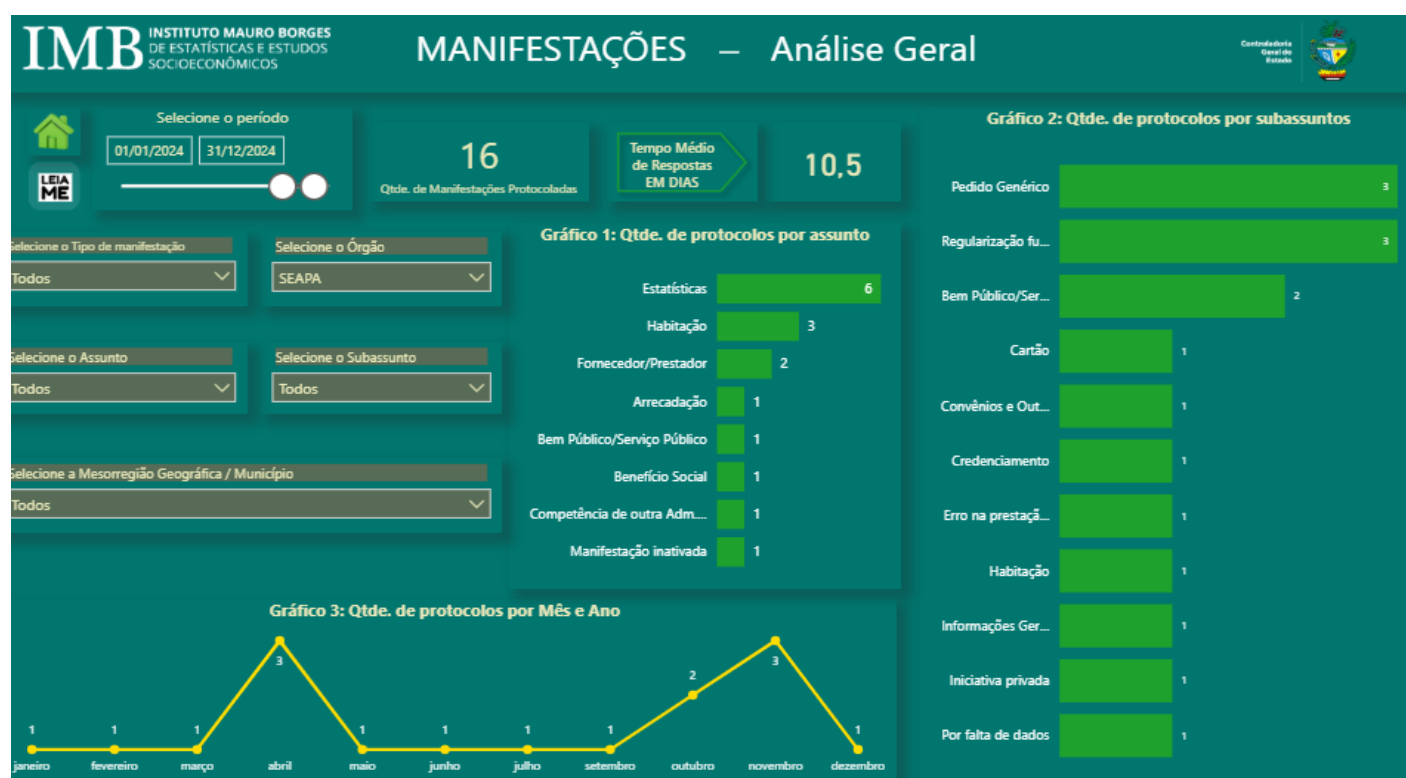 IMB
INSTITUTO MAURO BORGES
DE ESTATÍSTICAS E ESTUDOS
SOCIOECONÔMICOS
MANIFESTAÇÕES – Análise Geral
Controladoria
Geral do
Estado
LEIA
ME
Selecione o período
01/01/2024 31/12/2024
16
Qtde. de Manifestações Protocoladas
Tempo Médio
de Respostas
EM DIAS
10,5
Selecione o Tipo de manifestação
Todos
Selecione o Órgão
SEAPA
Selecione o Assunto
Todos
Selecione o Subassunto
Todos
Selecione a Mesorregião Geográfica / Município
Todos
Gráfico 1: Qtde. de protocolos por assunto
Estatísticas 6
Habitação 3
Fornecedor/Prestador 2
Arrecadação 1
Bem Público/Serviço Público 1
Benefício Social 1
Competência de outra Adm.... 1
Manifestação inativada 1
Gráfico 2: Qtde. de protocolos por subassuntos
Pedido Genérico 3
Regularização fu... 3
Bem Público/Ser... 2
Cartão 1
Convênios e Out... 1
Credenciamento 1
Erro na prestaçã... 1
Habitação 1
Informações Ger... 1
Iniciativa privada 1
Por falta de dados 1
Gráfico 3: Qtde. de protocolos por Mês e Ano
1 1 1 3 1 1 1 1 2 3 1
janeiro fevereiro março abril maio junho julho setembro outubro novembro dezembro